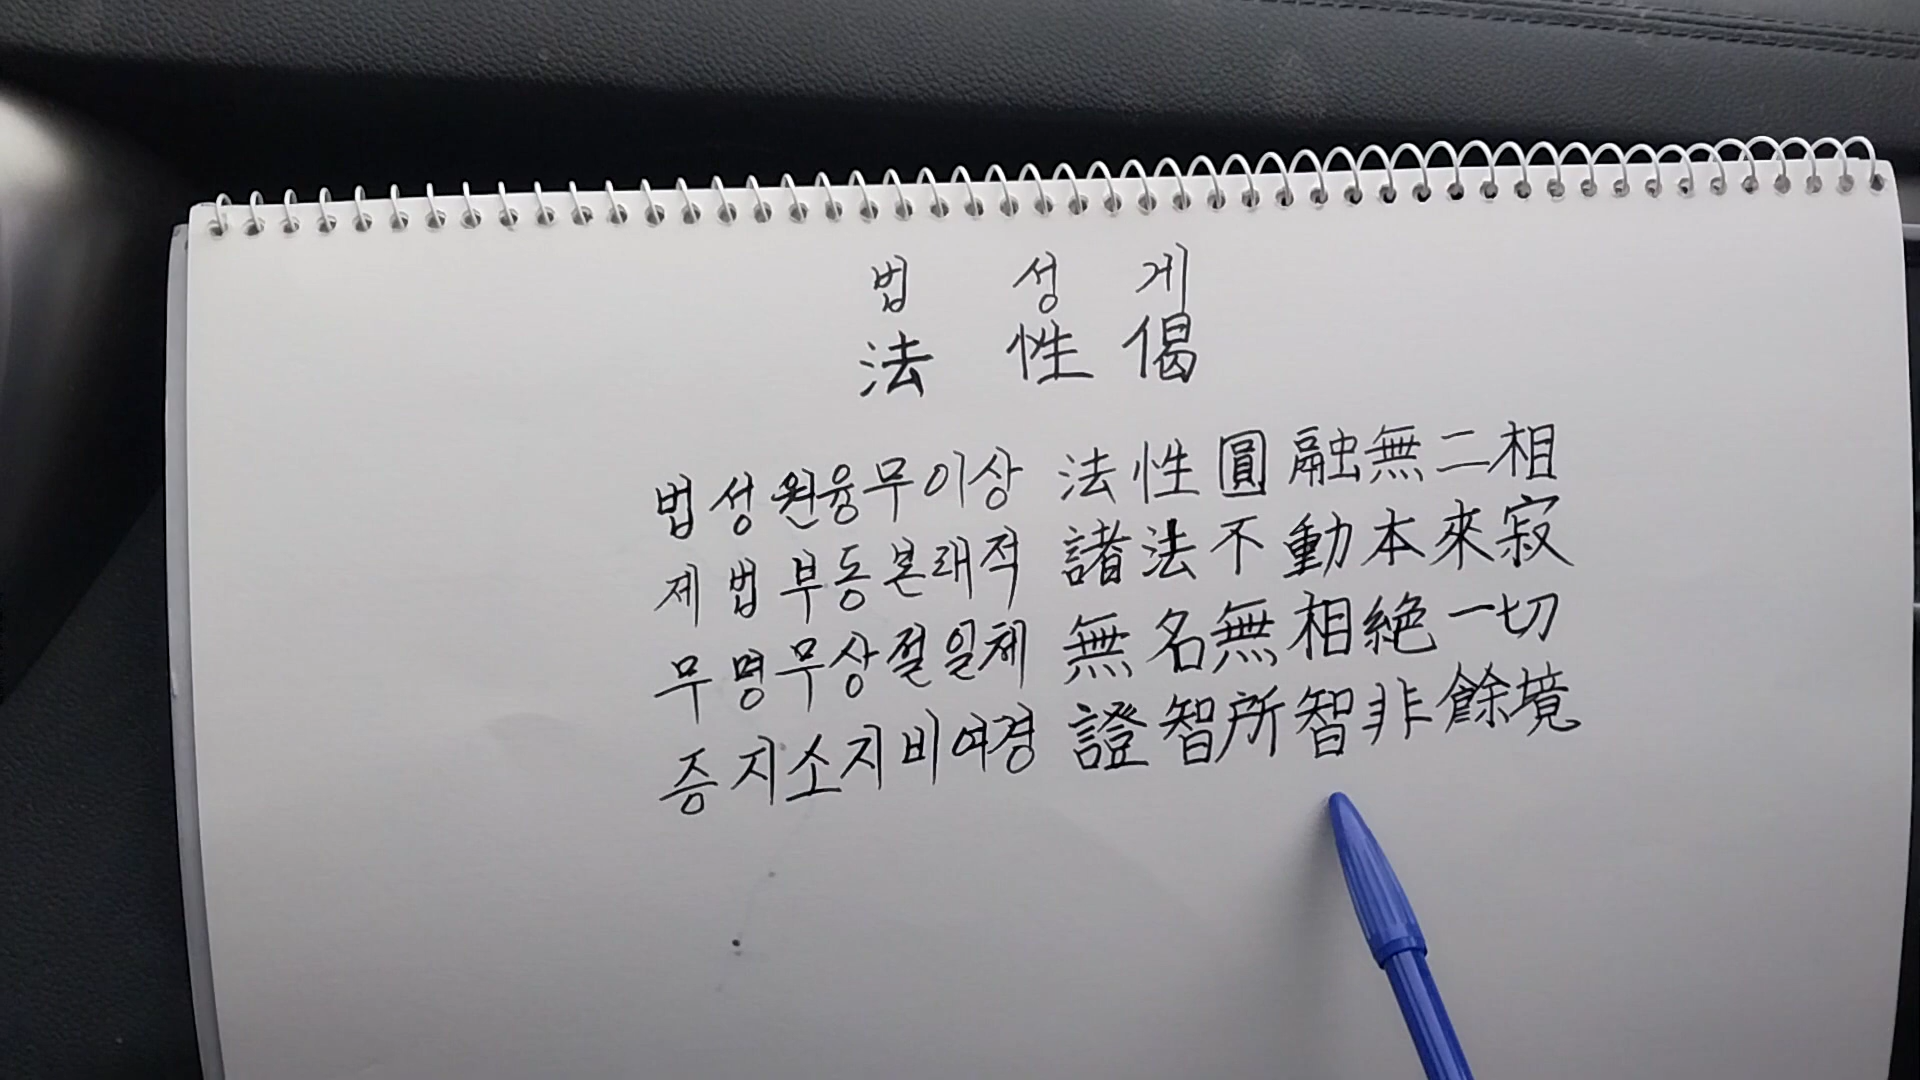 법 성 게
法 性 偈
법성원융무이상 法性圓融無二相
제법부동본래적 諸法不動本來寂
무명무상절일체 無名無相絶一切
증지소지비여경 證智所智非餘境